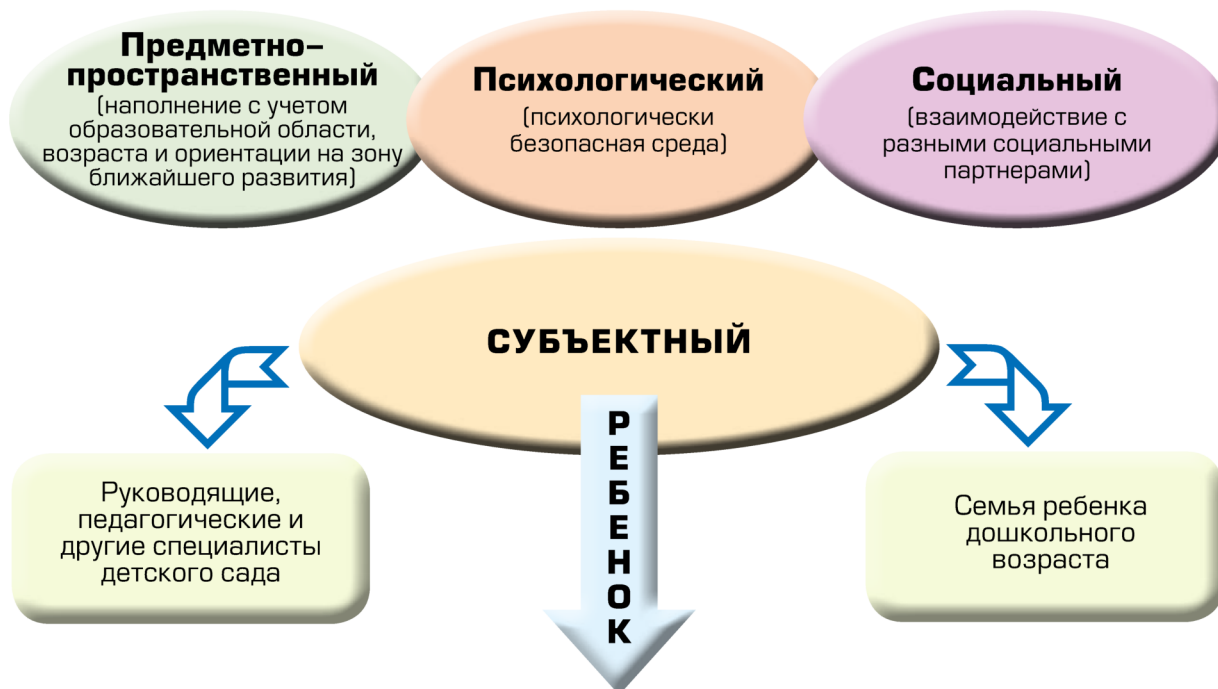 Предметно–
пространственный
(наполнение с учетом
образовательной области,
возраста и ориентации на зону
ближайшего развития)
Психологический
(психологически
безопасная среда)
Социальный
(взаимодействие с
разными социальными
партнерами)
СУБЪЕКТНЫЙ
РЕБЕНОК
Руководящие,
педагогические и
другие специалисты
детского сада
Семья ребенка
дошкольного
возраста